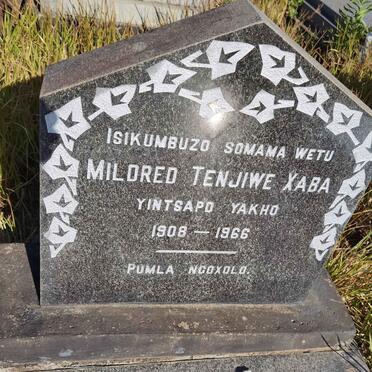 ISIKUMBUZO SOMAMA WETU
MILDRED TENJIWE XABA
YINTSAPO YAKHO
1908 — 1966
PUMLA NGOXOLO.